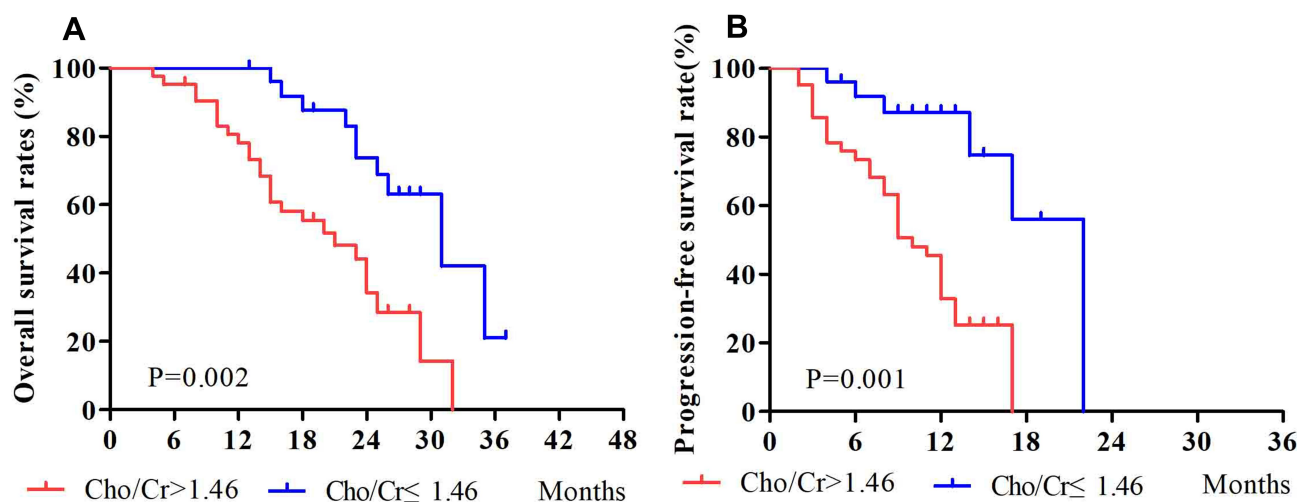 A
Overall survival rates (%)
100
80
60
40
20
0
P=0.002
0 6 12 18 24 30 36 42 48
Cho/Cr>1.46 Cho/Cr≤ 1.46 Months
B
Progression-free survival rate(%)
100
80
60
40
20
0
P=0.001
0 6 12 18 24 30 36
Cho/Cr>1.46 Cho/Cr≤ 1.46 Months